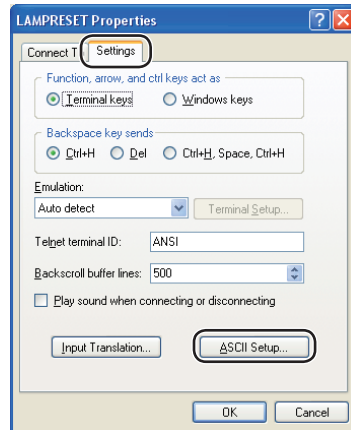 LAMPRESET Properties
Connect T Settings
Function, arrow, and ctrl keys act as
Terminal keys Windows keys
Backspace key sends
Ctrl+H Del Ctrl+H, Space, Ctrl+H
Emulation:
Auto detect Terminal Setup...
Telnet terminal ID: ANSI
Backscroll buffer lines: 500
Play sound when connecting or disconnecting
Input Translation... ASCII Setup...
OK Cancel